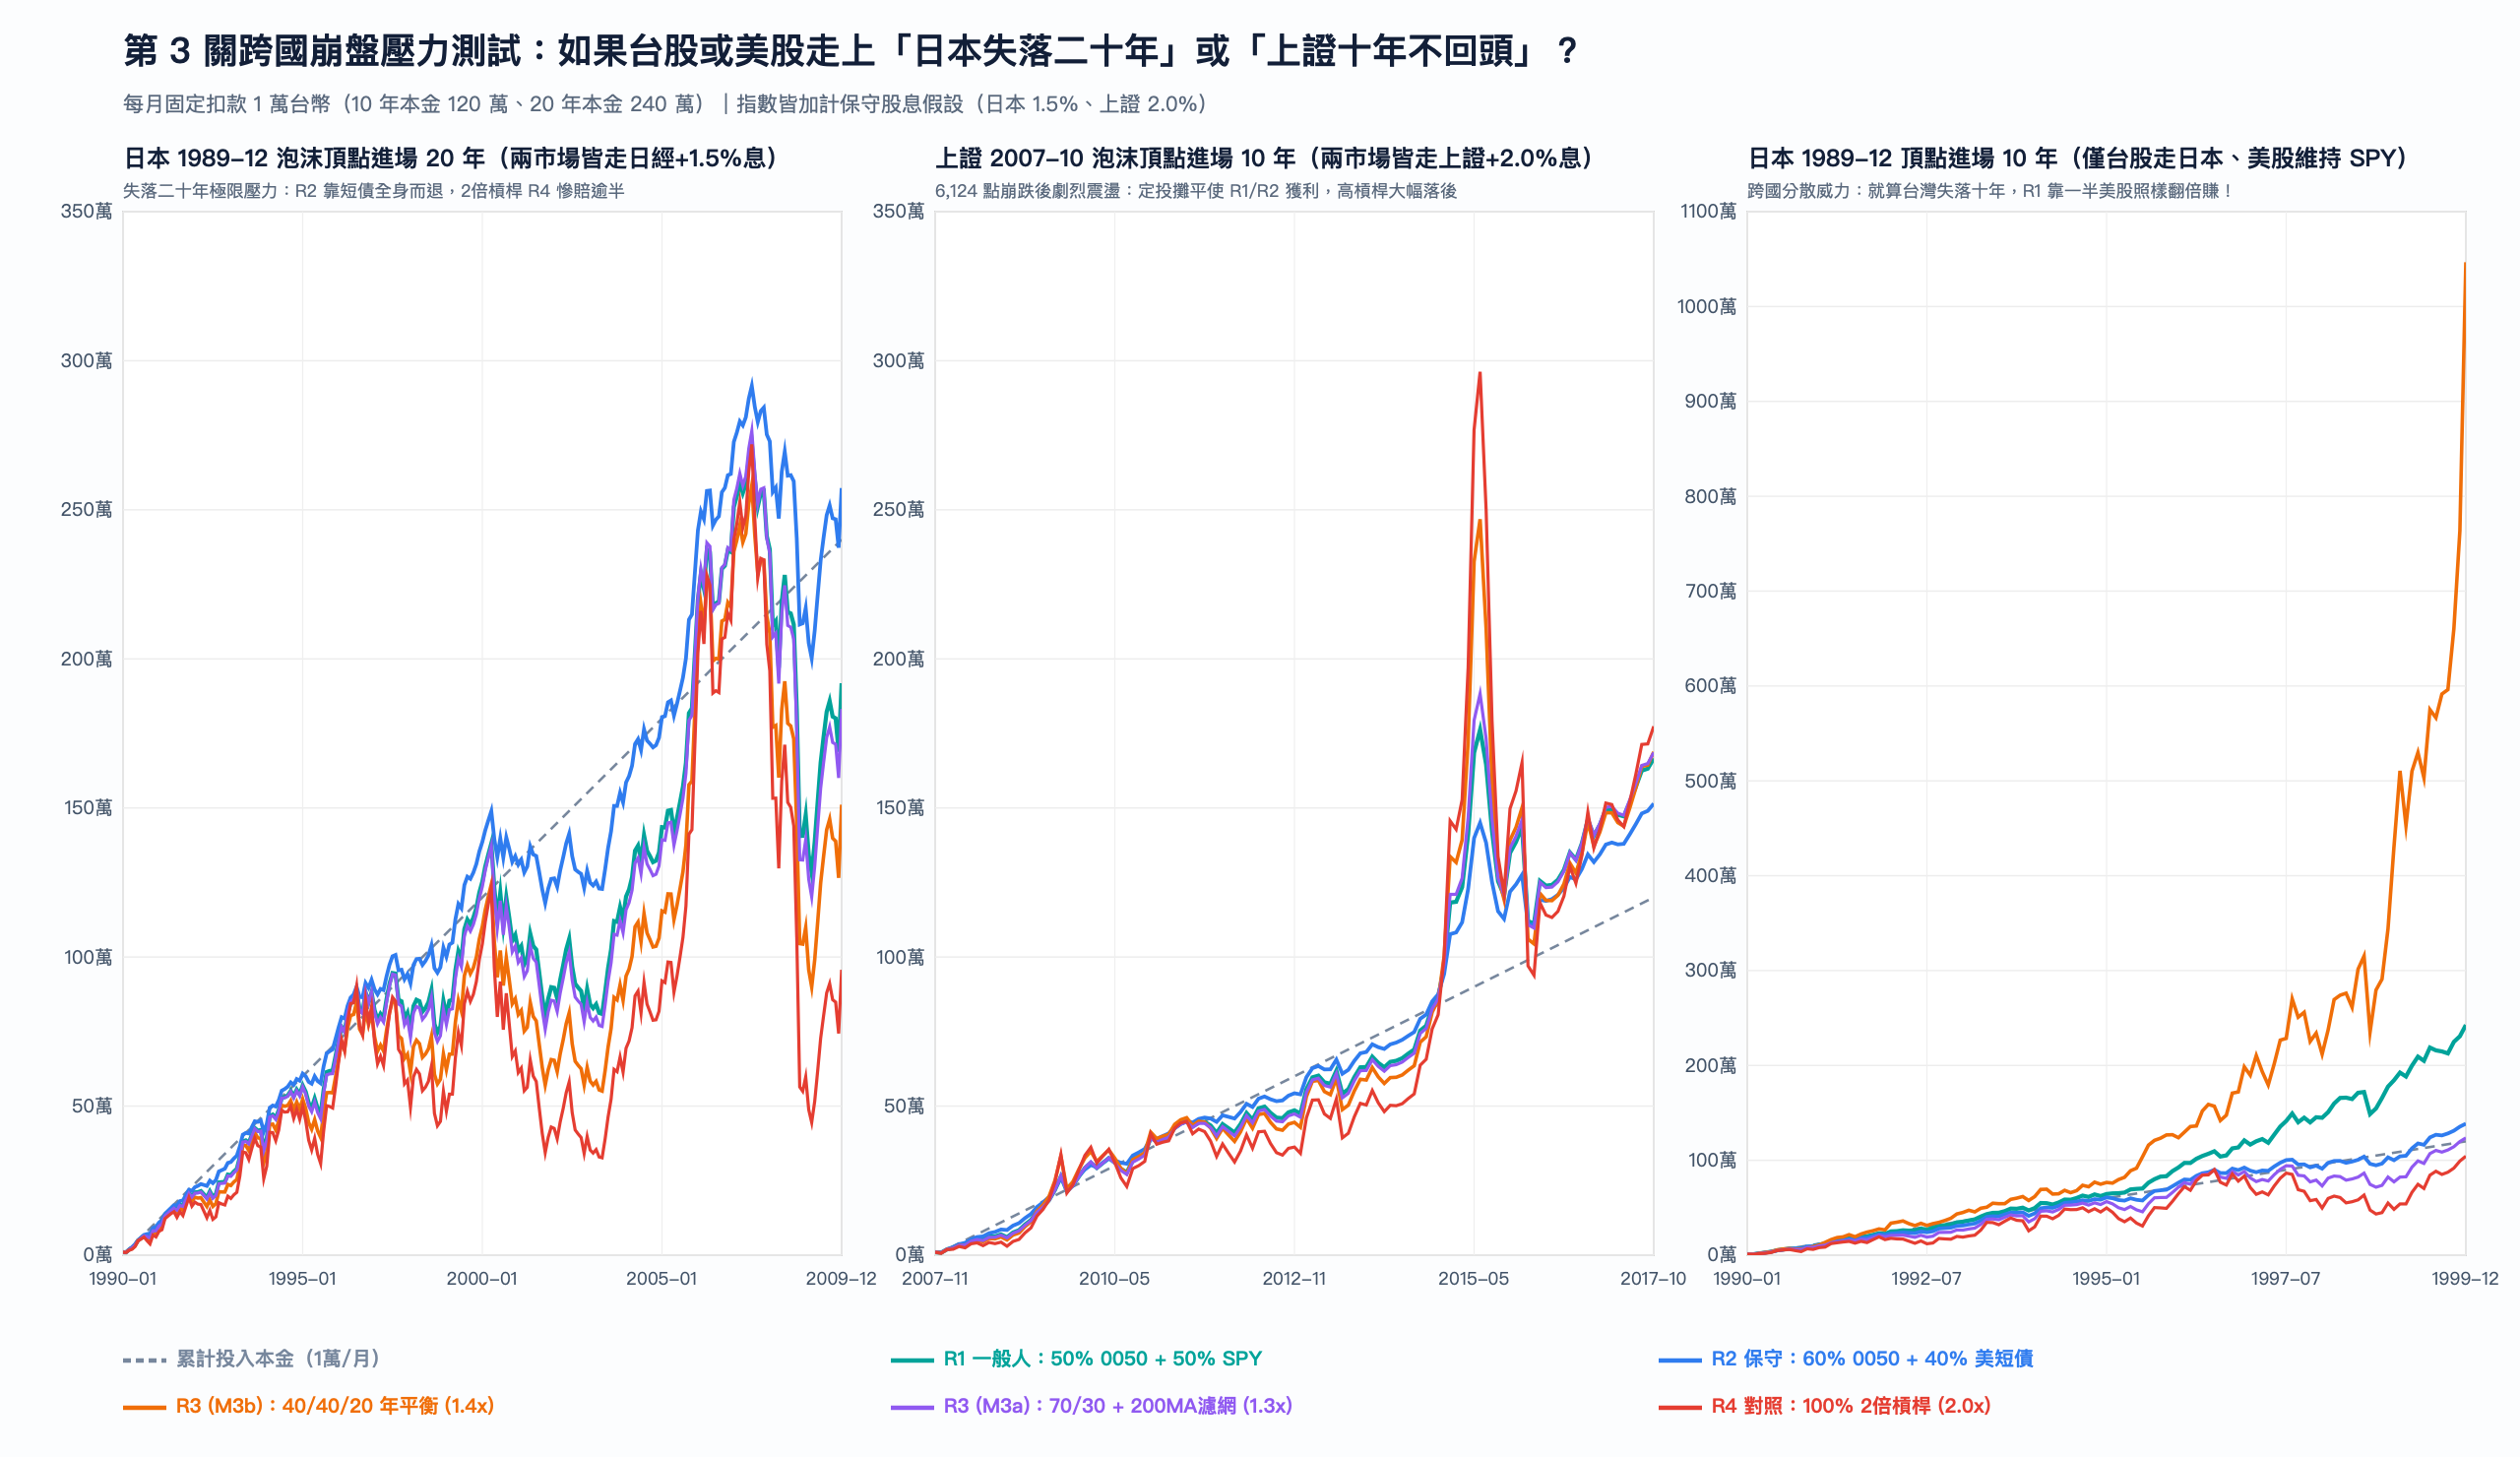 第 3 關跨國崩盤壓力測試：如果台股或美股走上「日本失落二十年」或「上證十年不回頭」？
每月固定扣款 1 萬台幣（10 年本金 120 萬、20 年本金 240 萬）｜指數皆加計保守股息假設（日本 1.5%、上證 2.0%）
日本 1989–12 泡沫頂點進場 20 年（兩市場皆走日經+1.5%息）
失落二十年極限壓力：R2 靠短債全身而退，2倍槓桿 R4 慘賠逾半
350萬
300萬
250萬
200萬
150萬
100萬
50萬
0萬
1990–01
1995–01
2000–01
2005–01
2009–12
上證 2007–10 泡沫頂點進場 10 年（兩市場皆走上證+2.0%息）
6,124 點崩跌後劇烈震盪：定投攤平使 R1/R2 獲利，高槓桿大幅落後
350萬
300萬
250萬
200萬
150萬
100萬
50萬
0萬
2007–11
2010–05
2012–11
2015–05
2017–10
日本 1989–12 頂點進場 10 年（僅台股走日本、美股維持 SPY）
跨國分散威力：就算台灣失落十年，R1 靠一半美股照樣翻倍賺！
1100萬
1000萬
900萬
800萬
700萬
600萬
500萬
400萬
300萬
200萬
100萬
0萬
1990–01
1992–07
1995–01
1997–07
1999–12
累計投入本金（1萬/月）
R1 一般人：50% 0050 + 50% SPY
R2 保守：60% 0050 + 40% 美短債
R3 (M3b)：40/40/20 年平衡 (1.4x)
R3 (M3a)：70/30 + 200MA濾網 (1.3x)
R4 對照：100% 2倍槓桿 (2.0x)